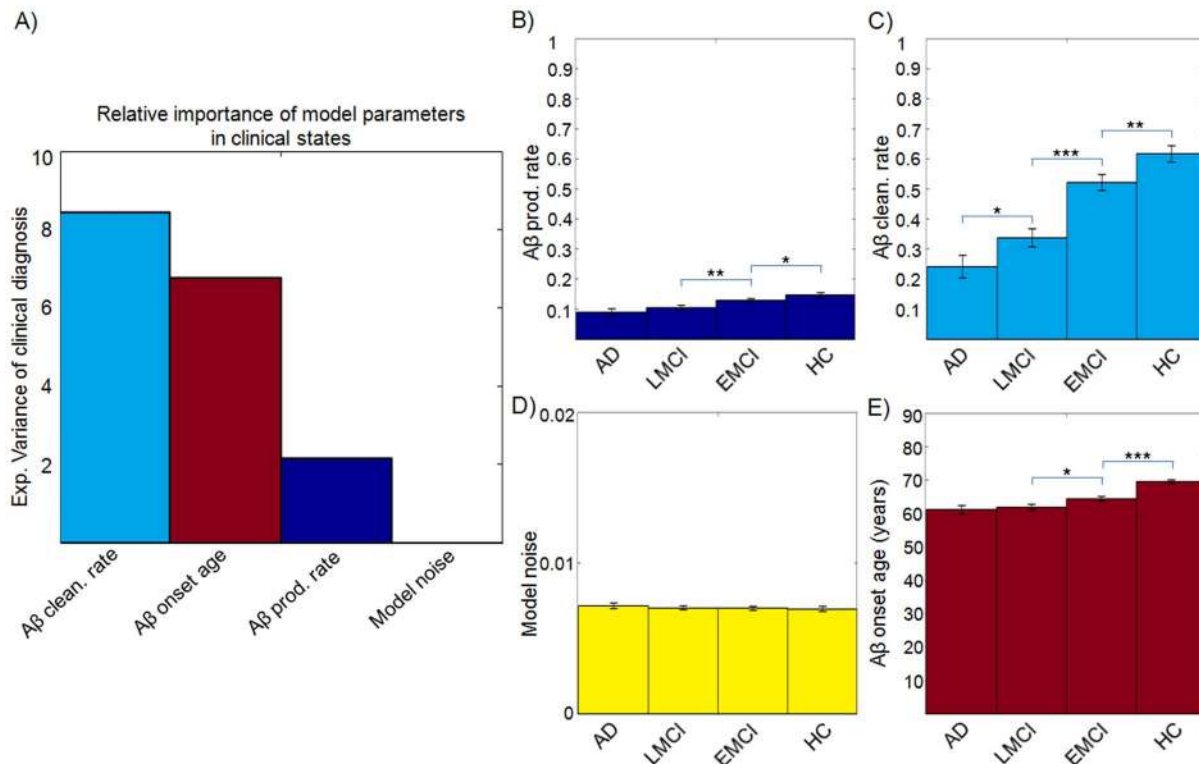 A)
Relative importance of model parameters
in clinical states
Exp. Variance of clinical diagnosis
10
8
6
4
2
Aβ clean. rate
Aβ onset age
Aβ prod. rate
Model noise
B)
Aβ prod. rate
1
0.9
0.8
0.7
0.6
0.5
0.4
0.3
0.2
0.1
**
*
AD
LMCI
EMCI
HC
C)
Aβ clean. rate
1
0.9
0.8
0.7
0.6
0.5
0.4
0.3
0.2
0.1
*
***
**
AD
LMCI
EMCI
HC
D)
Model noise
0.02
0.01
0
AD
LMCI
EMCI
HC
E)
Aβ onset age (years)
90
80
70
60
50
40
30
20
10
*
***
AD
LMCI
EMCI
HC